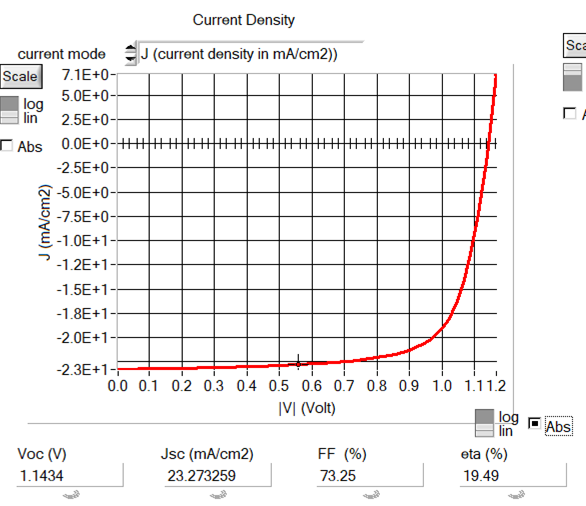 Current Density
current mode
J (current density in mA/cm2))
Scale
log
lin
Abs
7.1E+0-
5.0E+0-
2.5E+0-
0.0E+0-
-2.5E+0-
-5.0E+0-
-7.5E+0-
-1.0E+1-
-1.2E+1-
-1.5E+1-
-1.8E+1-
-2.0E+1-
-2.3E+1-
J (mA/cm2)
0.0 0.1 0.2 0.3 0.4 0.5 0.6 0.7 0.8 0.9 1.0 1.1 1.2
|V| (Volt)
log
lin
Abs
Voc (V)
1.1434
Jsc (mA/cm2)
23.273259
FF (%)
73.25
eta (%)
19.49